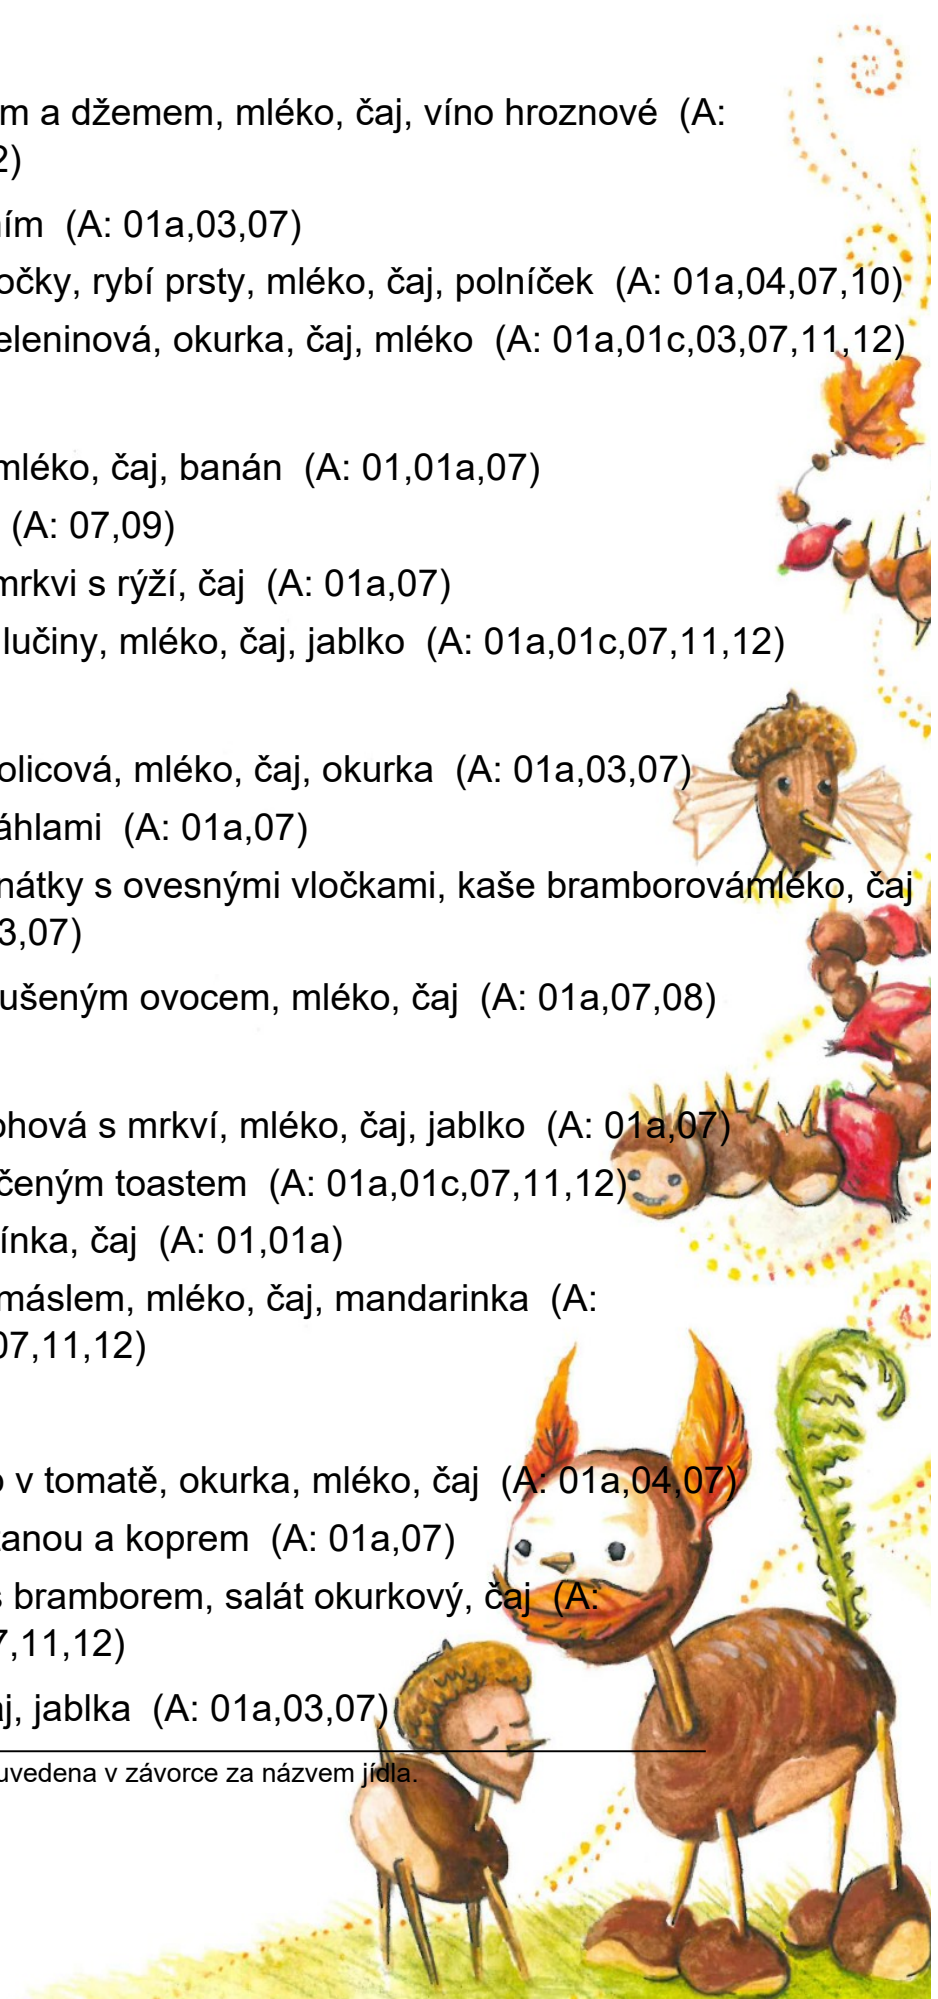 m a džemem, mléko, čaj, víno hroznové (A:
2)
ím (A: 01a,03,07)
očky, rybí prsty, mléko, čaj, polníček (A: 01a,04,07,10)
eleninová, okurka, čaj, mléko (A: 01a,01c,03,07,11,12)
mléko, čaj, banán (A: 01,01a,07)
(A: 07,09)
mrkvi s rýží, čaj (A: 01a,07)
lučiny, mléko, čaj, jablko (A: 01a,01c,07,11,12)
olicová, mléko, čaj, okurka (A: 01a,03,07)
áhlami (A: 01a,07)
nátky s ovesnými vločkami, kaše bramborovámléko, čaj
3,07)
ušeným ovocem, mléko, čaj (A: 01a,07,08)
ohová s mrkví, mléko, čaj, jablko (A: 01a,07)
čeným toastem (A: 01a,01c,07,11,12)
ínka, čaj (A: 01,01a)
máslem, mléko, čaj, mandarinka (A:
07,11,12)
o v tomatě, okurka, mléko, čaj (A: 01a,04,07)
tanou a koprem (A: 01a,07)
s bramborem, salát okurkový, čaj (A:
7,11,12)
aj, jablka (A: 01a,03,07)
uvedena v závorce za názvem jídla.